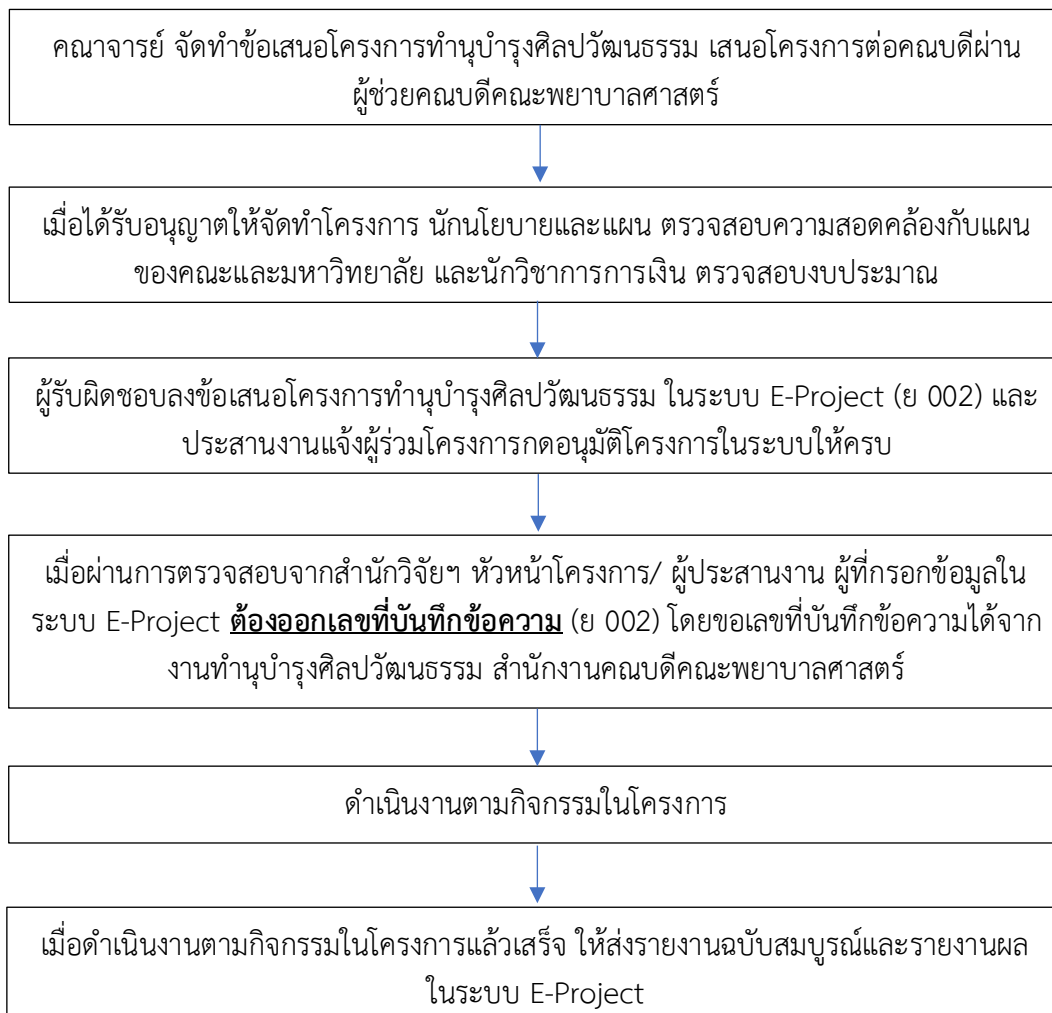 คณาจารย์ จัดทำข้อเสนอโครงการทำนุบำรุงศิลปวัฒนธรรม เสนอโครงการต่อคณบดีผ่าน
ผู้ช่วยคณบดีคณะพยาบาลศาสตร์
เมื่อได้รับอนุญาตให้จัดทำโครงการ นักนโยบายและแผน ตรวจสอบความสอดคล้องกับแผน
ของคณะและมหาวิทยาลัย และนักวิชาการการเงิน ตรวจสอบงบประมาณ
ผู้รับผิดชอบลงข้อเสนอโครงการทำนุบำรุงศิลปวัฒนธรรม ในระบบ E-Project (ย 002) และ
ประสานงานแจ้งผู้ร่วมโครงการกดอนุมัติโครงการในระบบให้ครบ
เมื่อผ่านการตรวจสอบจากสำนักวิจัยฯ หัวหน้าโครงการ/ ผู้ประสานงาน ผู้ที่กรอกข้อมูลใน
ระบบ E-Project ต้องออกเลขที่บันทึกข้อความ (ย 002) โดยขอเลขที่บันทึกข้อความได้จาก
งานทำนุบำรุงศิลปวัฒนธรรม สำนักงานคณบดีคณะพยาบาลศาสตร์
ดำเนินงานตามกิจกรรมในโครงการ
เมื่อดำเนินงานตามกิจกรรมในโครงการแล้วเสร็จ ให้ส่งรายงานฉบับสมบูรณ์และรายงานผล
ในระบบ E-Project